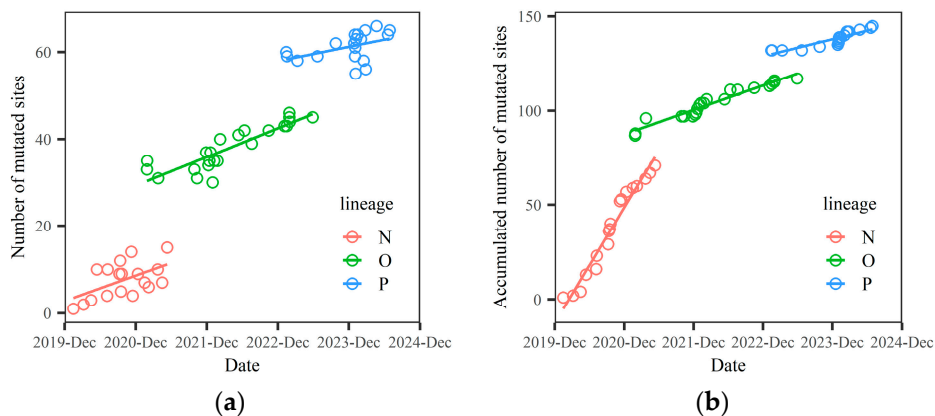 Number of mutated sites
60
40
20
0
lineage
N
O
P
2019-Dec 2020-Dec 2021-Dec 2022-Dec 2023-Dec 2024-Dec
Date
(a)
Accumulated number of mutated sites
150
100
50
0
lineage
N
O
P
2019-Dec 2020-Dec 2021-Dec 2022-Dec 2023-Dec 2024-Dec
Date
(b)